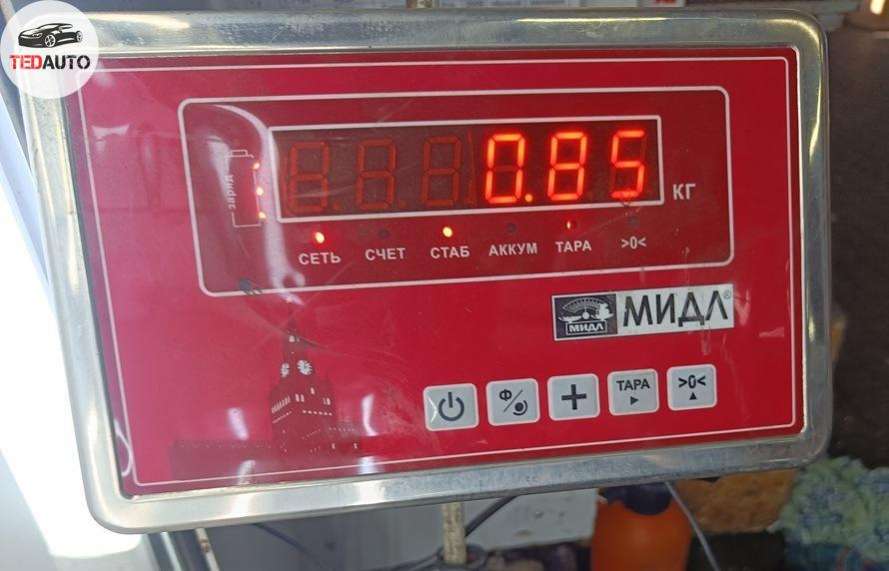 TEDAUTO
заряд
0.85
КГ
СЕТЬ СЧЕТ СТАБ АККУМ ТАРА >0<
МИДЛ МИДЛ®
Ф ТАРА >0<